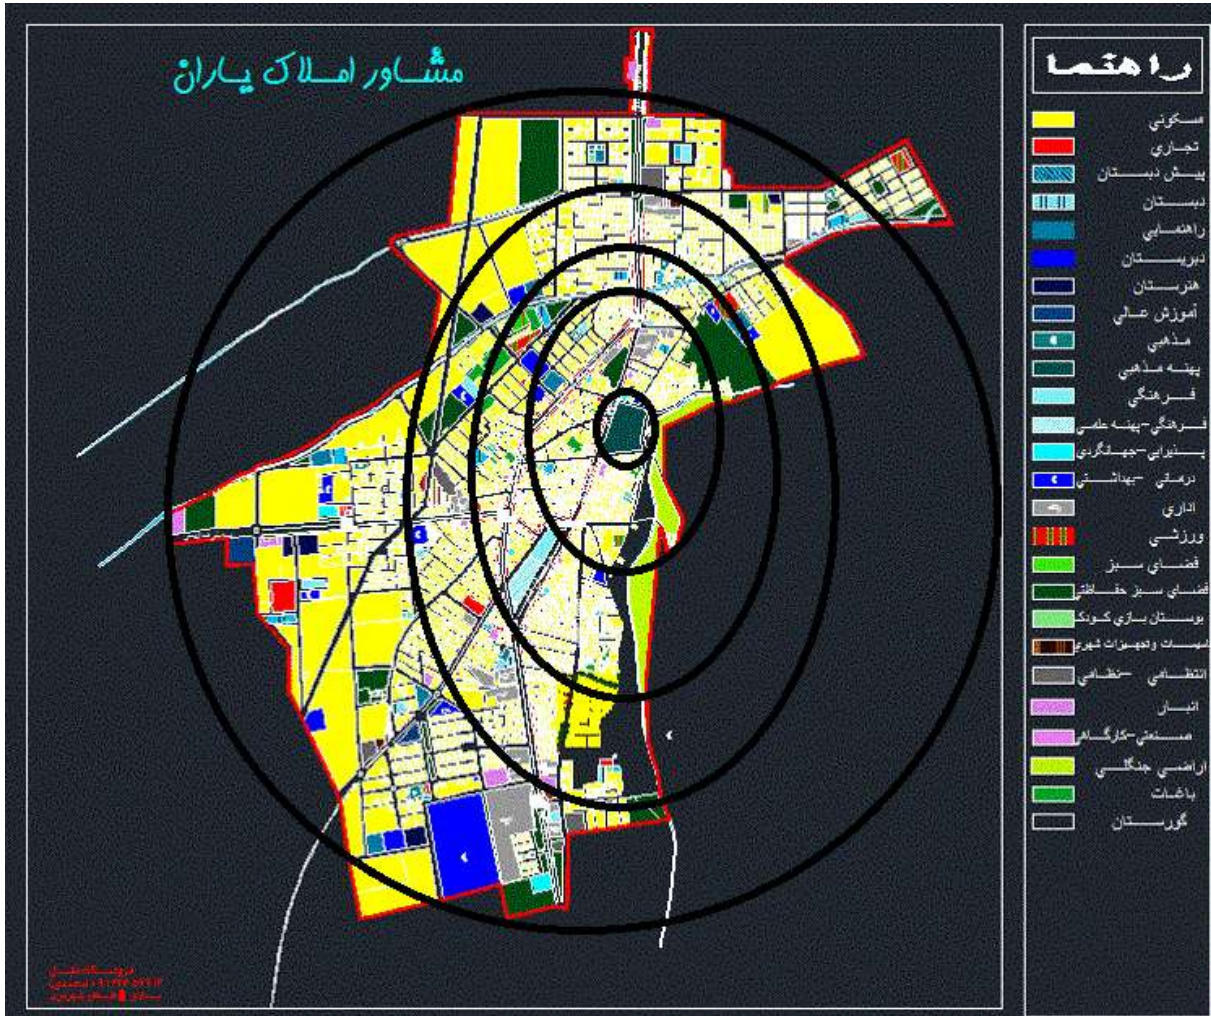 مشاور املاک یاران
راهنما
مسکونی
تجاری
پیش دبستان
دبستان
راهنمایی
دبیرستان
هنرستان
آموزش عالی
مذهبی
پهنه مذهبی
فرهنگی
فرهنگی-پهنه علمی
پذیرایی-جهانگردی
درمانی-بهداشتی
اداری
ورزشی
فضای سبز
فضای سبز حفاظتی
بوستان بازی کودک
تاسیسات وتجهیزات شهری
انتظامی-نظامی
انبار
صنعتی-کارگاهی
اراضی جنگلی
باغات
گورستان